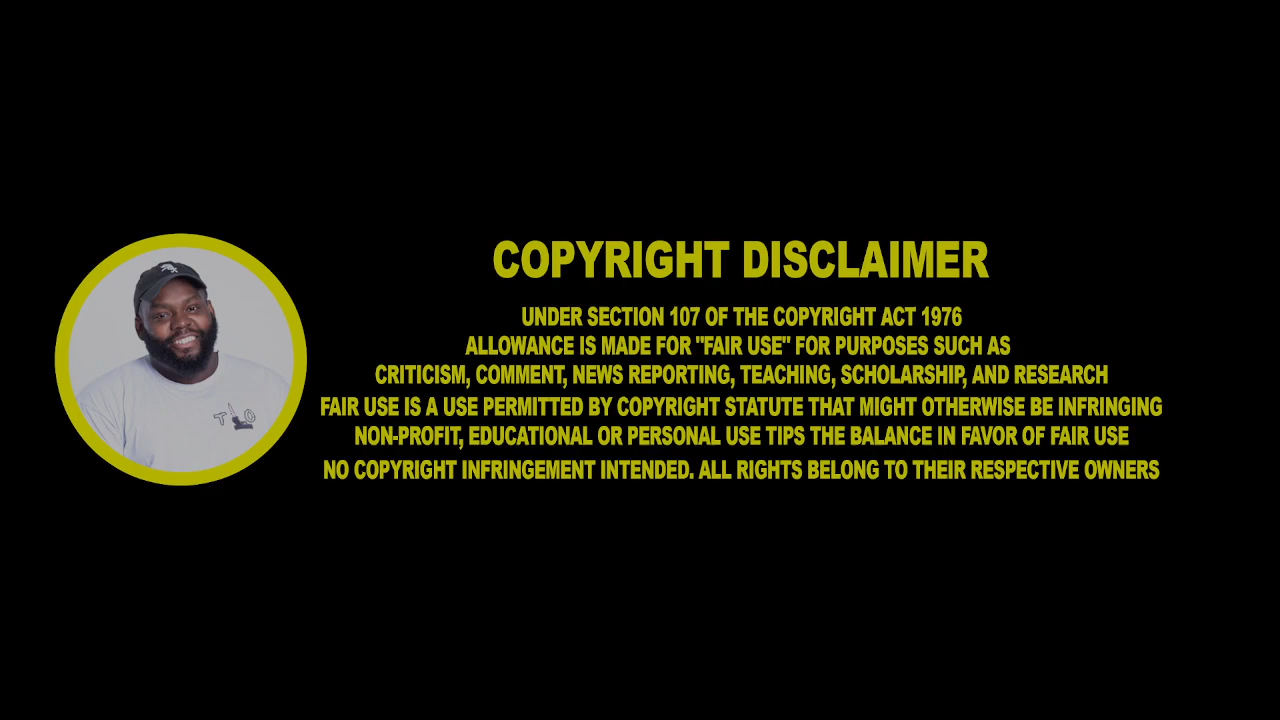 COPYRIGHT DISCLAIMER
UNDER SECTION 107 OF THE COPYRIGHT ACT 1976
ALLOWANCE IS MADE FOR "FAIR USE" FOR PURPOSES SUCH AS
CRITICISM, COMMENT, NEWS REPORTING, TEACHING, SCHOLARSHIP, AND RESEARCH
FAIR USE IS A USE PERMITTED BY COPYRIGHT STATUTE THAT MIGHT OTHERWISE BE INFRINGING
NON-PROFIT, EDUCATIONAL OR PERSONAL USE TIPS THE BALANCE IN FAVOR OF FAIR USE
NO COPYRIGHT INFRINGEMENT INTENDED. ALL RIGHTS BELONG TO THEIR RESPECTIVE OWNERS